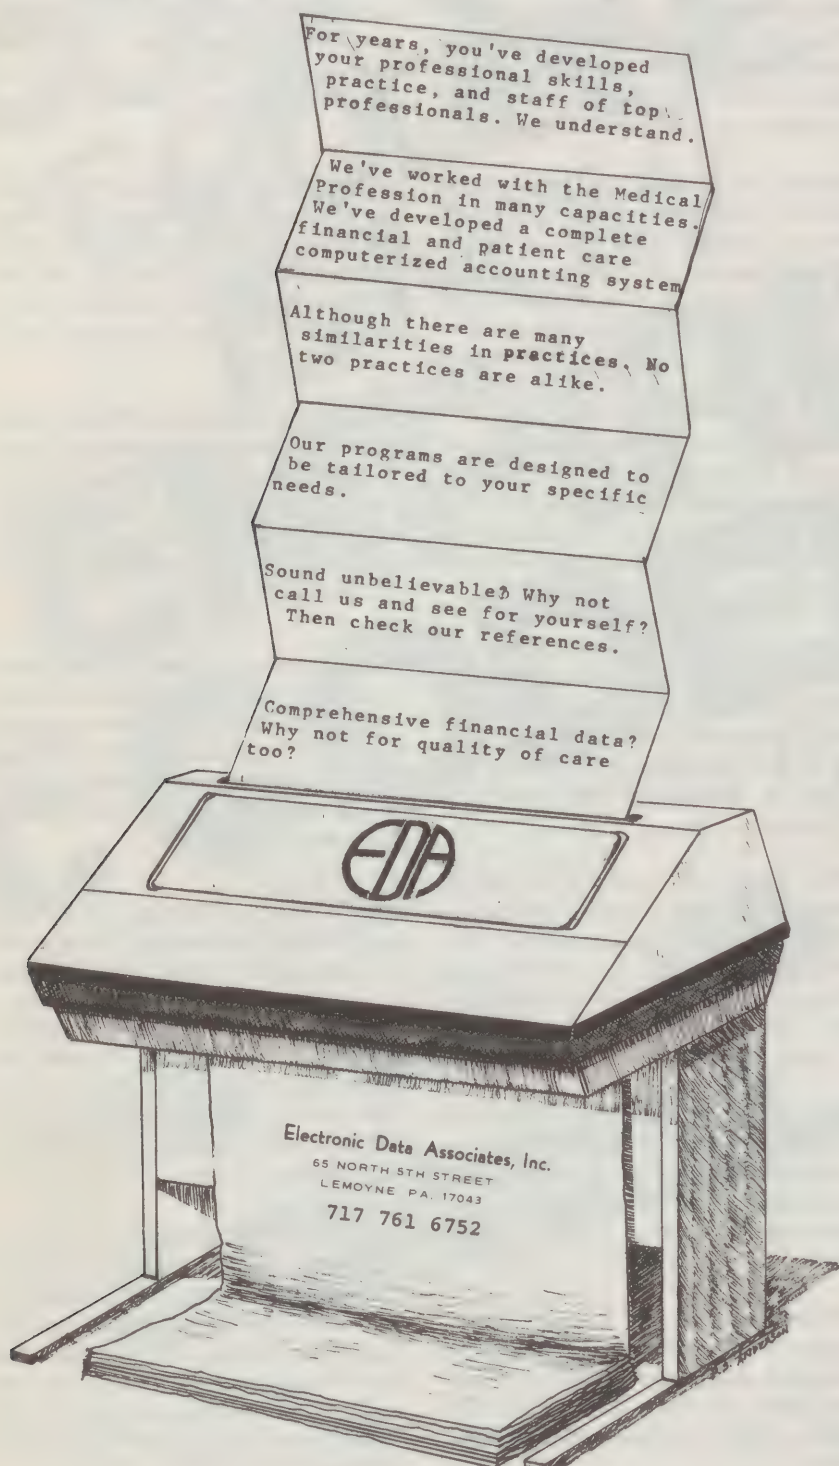 For years, you've developed
your professional skills,
practice, and staff of top
professionals. We understand.
We've worked with the Medical
Profession in many capacities.
We've developed a complete
financial and patient care
computerized accounting system
Although there are many
similarities in practices. No
two practices are alike.
Our programs are designed to
be tailored to your specific
needs.
Sound unbelievable? Why not
call us and see for yourself?
Then check our references.
Comprehensive financial data?
Why not for quality of care
too?
EDA
Electronic Data Associates, Inc.
65 NORTH 5TH STREET
LEMOYNE PA. 17043
717 761 6752
ANDERSON